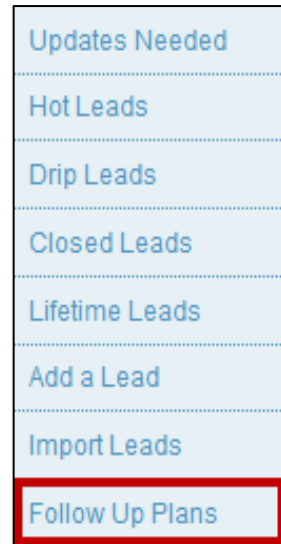 Updates Needed
Hot Leads
Drip Leads
Closed Leads
Lifetime Leads
Add a Lead
Import Leads
Follow Up Plans